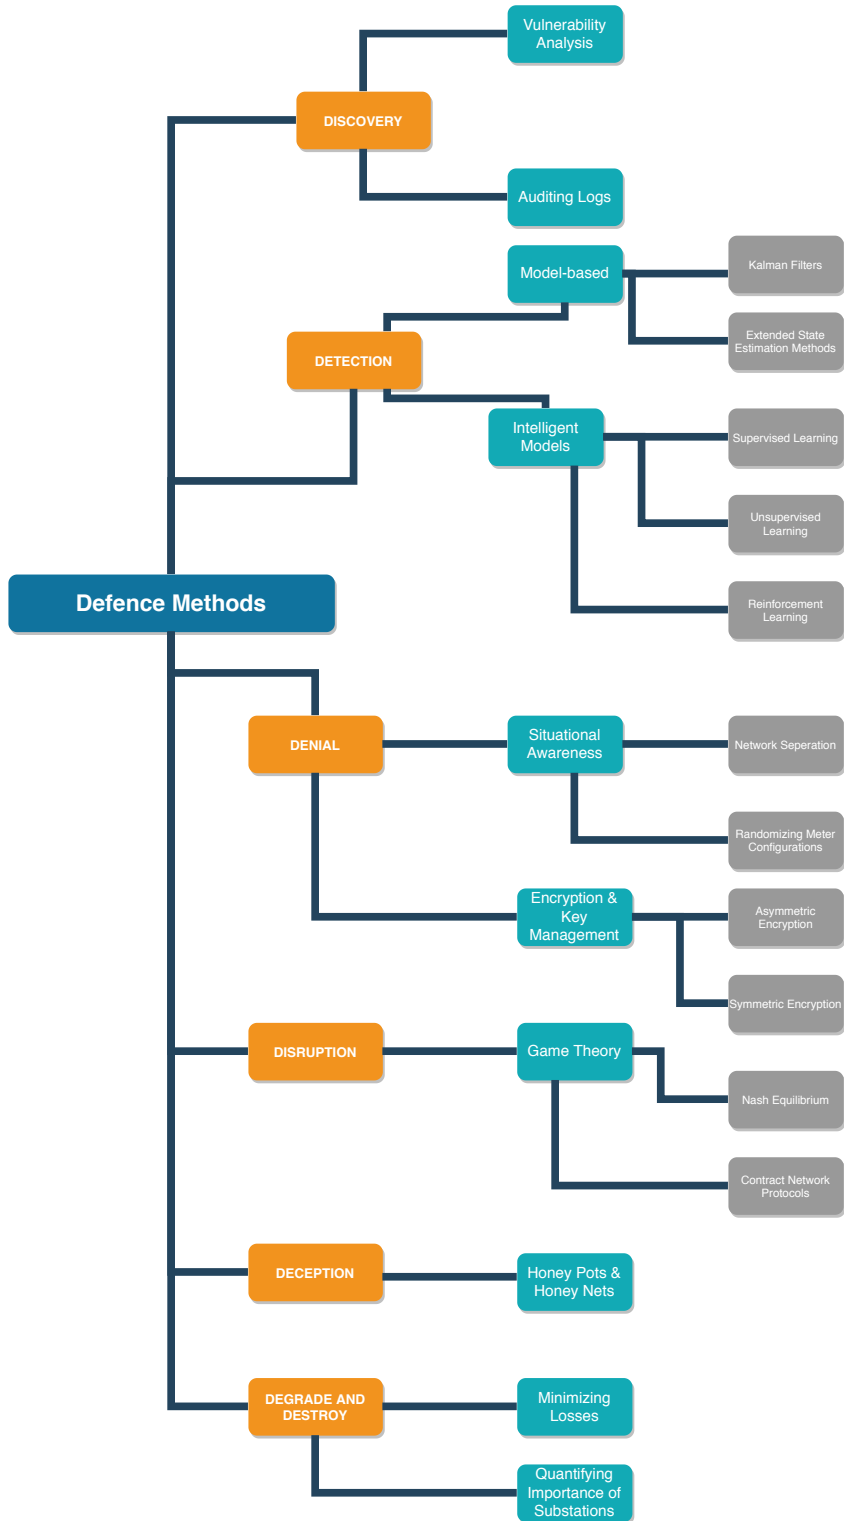 Vulnerability
Analysis
DISCOVERY
Auditing Logs
Model-based
Kalman Filters
Extended State
Estimation Methods
DETECTION
Intelligent
Models
Supervised Learning
Unsupervised
Learning
Reinforcement
Learning
Defence Methods
DENIAL
Situational
Awareness
Network Seperation
Randomizing Meter
Configurations
Encryption &
Key
Management
Asymmetric
Encryption
Symmetric Encryption
DISRUPTION
Game Theory
Nash Equilibrium
Contract Network
Protocols
DECEPTION
Honey Pots &
Honey Nets
DEGRADE AND
DESTROY
Minimizing
Losses
Quantifying
Importance of
Substations